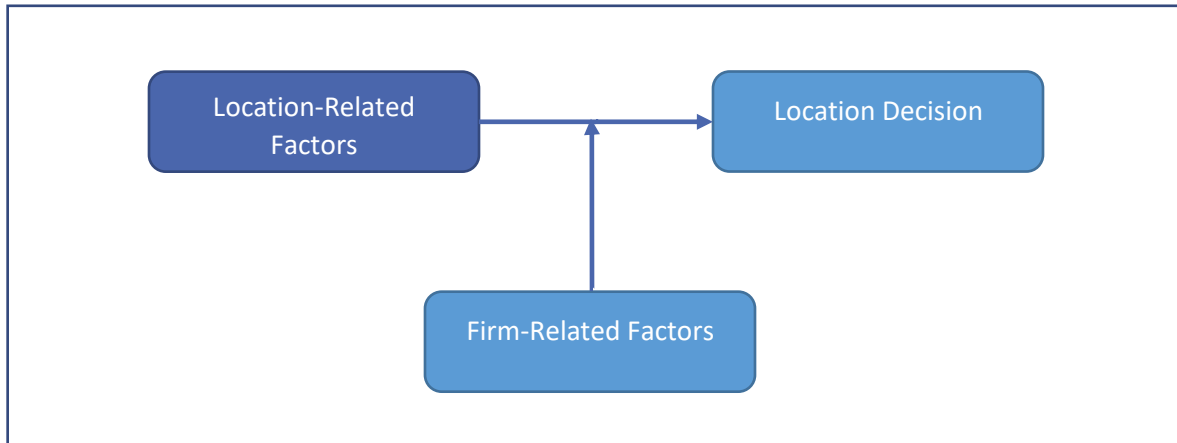 Location-Related
Factors
Location Decision
Firm-Related Factors